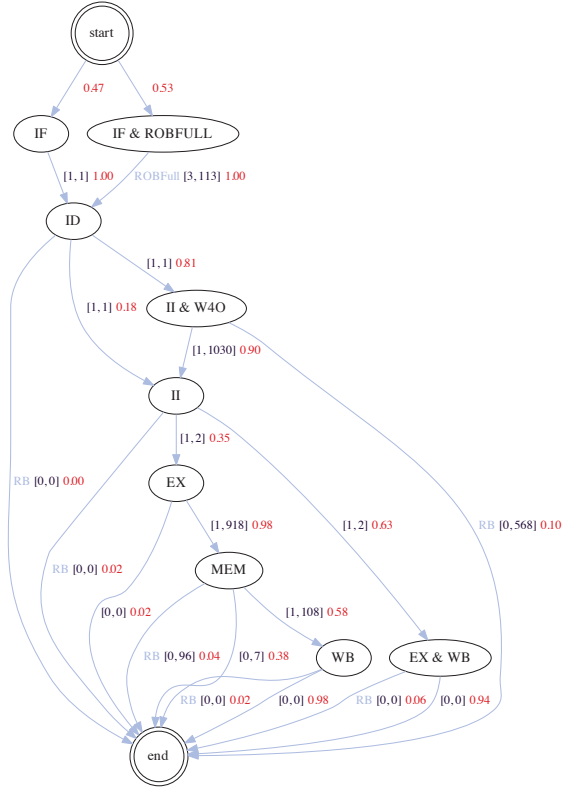 start
0.47
0.53
IF
IF & ROBFULL
[1, 1] 1.00
ROBFull [3, 113] 1.00
ID
[1, 1] 0.81
[1, 1] 0.18
II & W4O
[1, 1030] 0.90
II
[1, 2] 0.35
EX
RB [0, 0] 0.00
[1, 918] 0.98
[1, 2] 0.63
RB [0, 568] 0.10
RB [0, 0] 0.02
MEM
[0, 0] 0.02
[1, 108] 0.58
RB [0, 96] 0.04
[0, 7] 0.38
WB
EX & WB
RB [0, 0] 0.02
[0, 0] 0.98
RB [0, 0] 0.06
[0, 0] 0.94
end